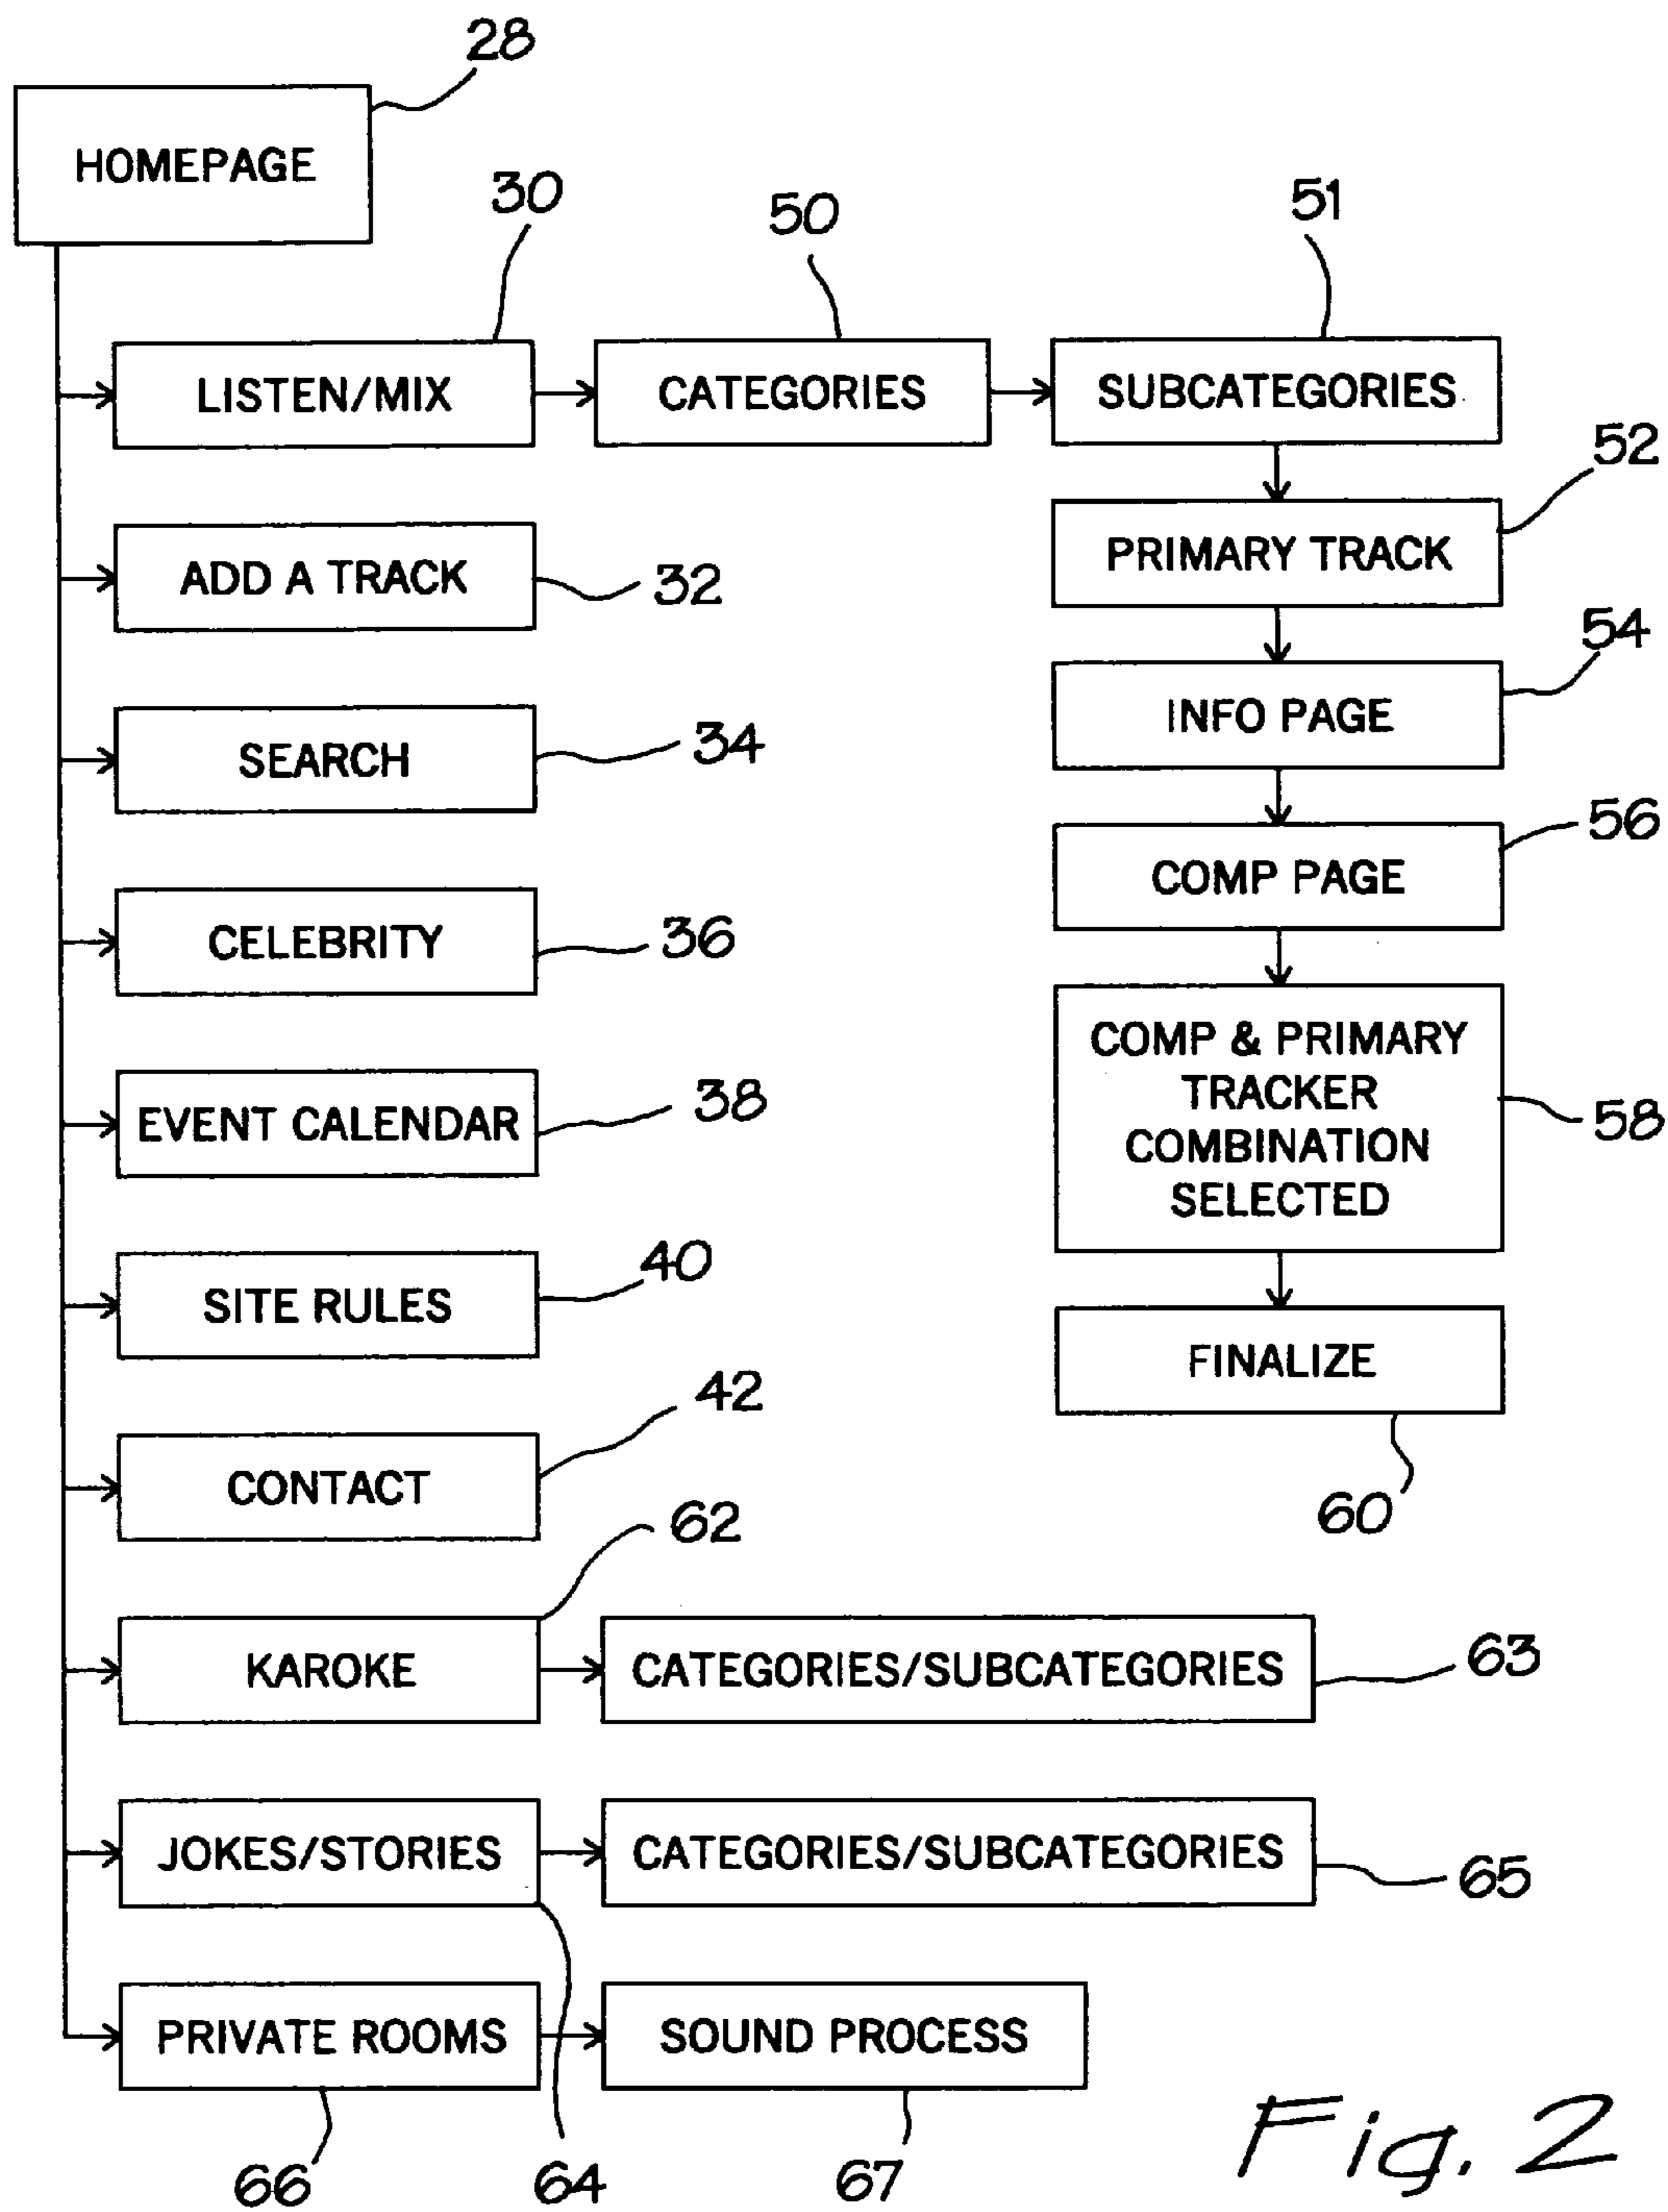 28
HOMEPAGE
30
50
51
LISTEN/MIX
CATEGORIES
SUBCATEGORIES
52
PRIMARY TRACK
ADD A TRACK
32
54
INFO PAGE
SEARCH
34
56
COMP PAGE
CELEBRITY
36
COMP & PRIMARY
TRACKER
COMBINATION
SELECTED
58
EVENT CALENDAR
38
SITE RULES
40
FINALIZE
60
CONTACT
42
62
KAROKE
CATEGORIES/SUBCATEGORIES
63
JOKES/STORIES
CATEGORIES/SUBCATEGORIES
65
PRIVATE ROOMS
SOUND PROCESS
66
64
67
Fig. 2